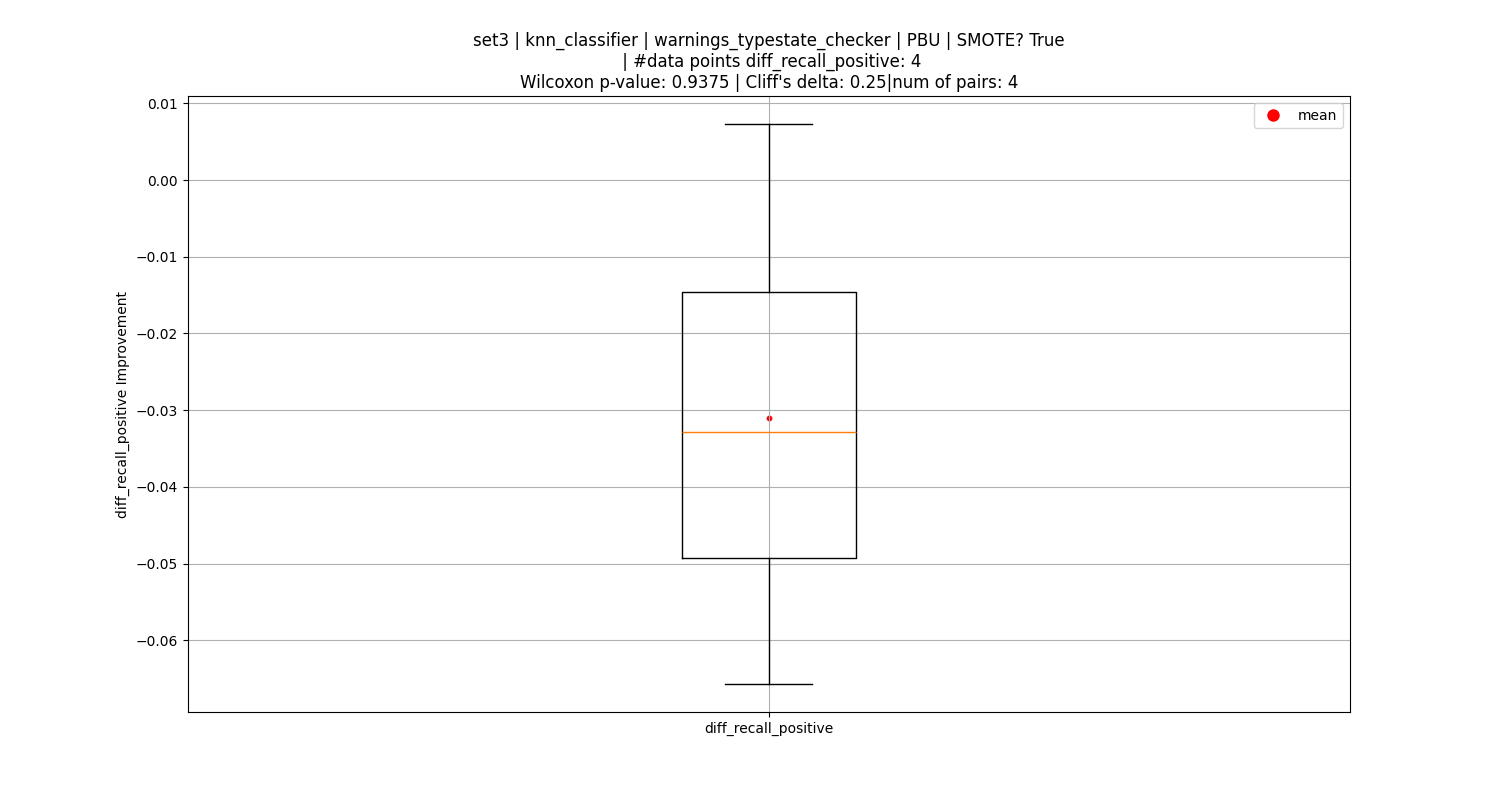 set3 | knn_classifier | warnings_typestate_checker | PBU | SMOTE? True
| #data points diff_recall_positive: 4
Wilcoxon p-value: 0.9375 | Cliff's delta: 0.25|num of pairs: 4
mean
0.01
0.00
−0.01
−0.02
−0.03
−0.04
−0.05
−0.06
diff_recall_positive Improvement
diff_recall_positive